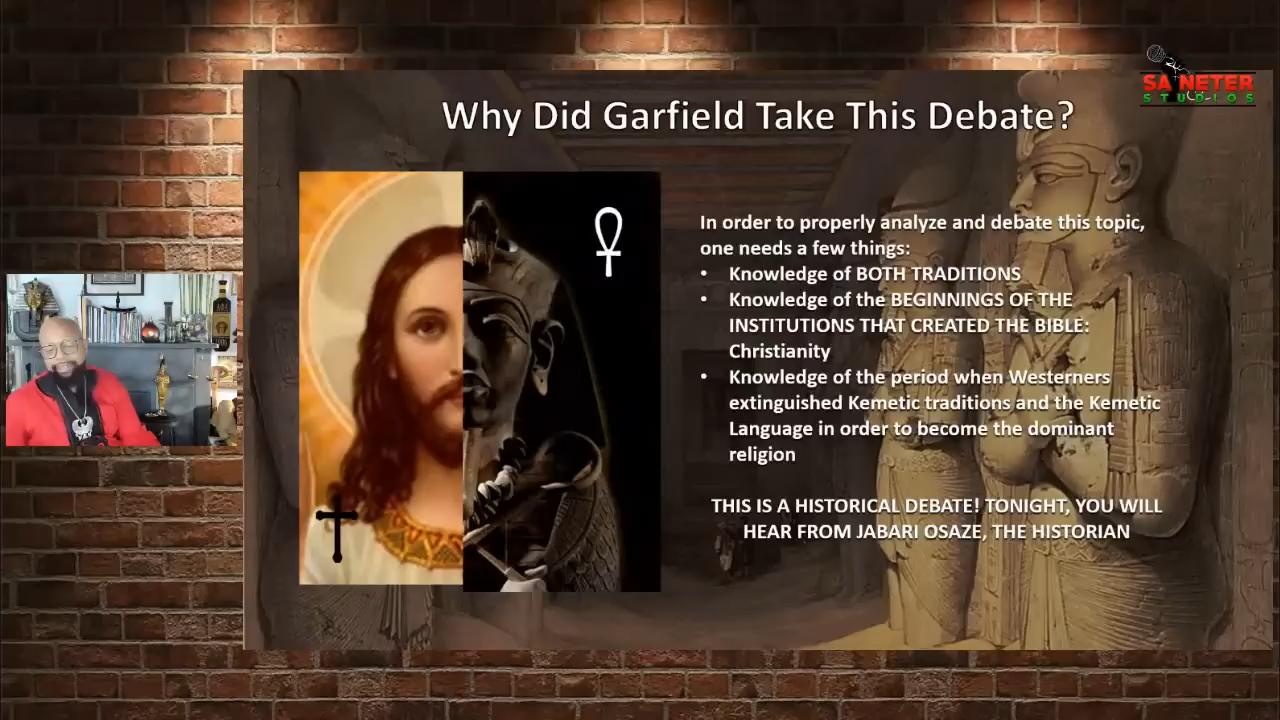 SA NETER
STUDIOS
Why Did Garfield Take This Debate?
In order to properly analyze and debate this topic,
one needs a few things:
• Knowledge of BOTH TRADITIONS
• Knowledge of the BEGINNINGS OF THE
INSTITUTIONS THAT CREATED THE BIBLE:
Christianity
• Knowledge of the period when Westerners
extinguished Kemetic traditions and the Kemetic
Language in order to become the dominant
religion
THIS IS A HISTORICAL DEBATE! TONIGHT, YOU WILL
HEAR FROM JABARI OSAZE, THE HISTORIAN